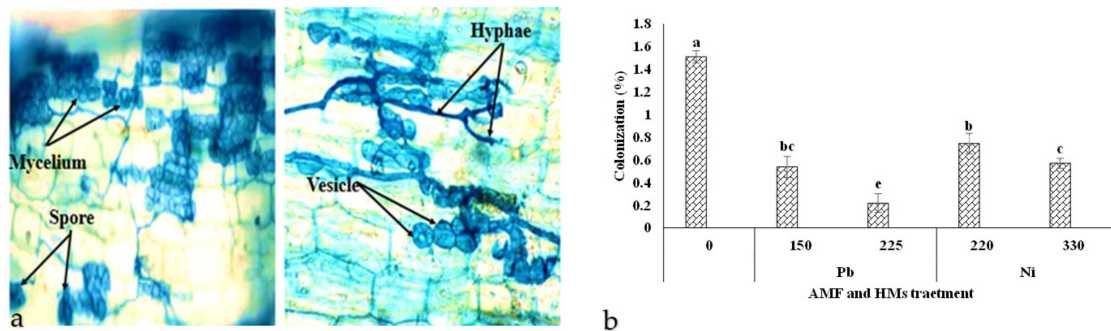 Mycelium
Spore
a
Hyphae
Vesicle
Colonization (%)
1.8
1.6
1.4
1.2
1
0.8
0.6
0.4
0.2
0
a
bc
e
b
c
0 150 225 220 330
Pb Ni
AMF and HMs traetment
b